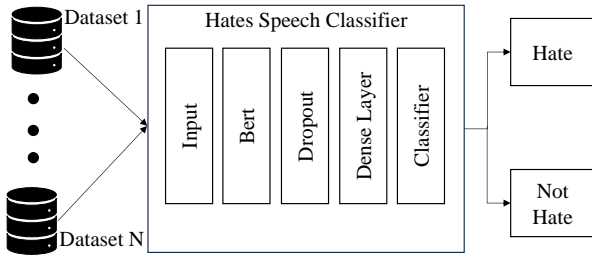 Dataset 1
Hates Speech Classifier
Input
Bert
Dropout
Dense Layer
Classifier
Hate
Not
Hate
Dataset N